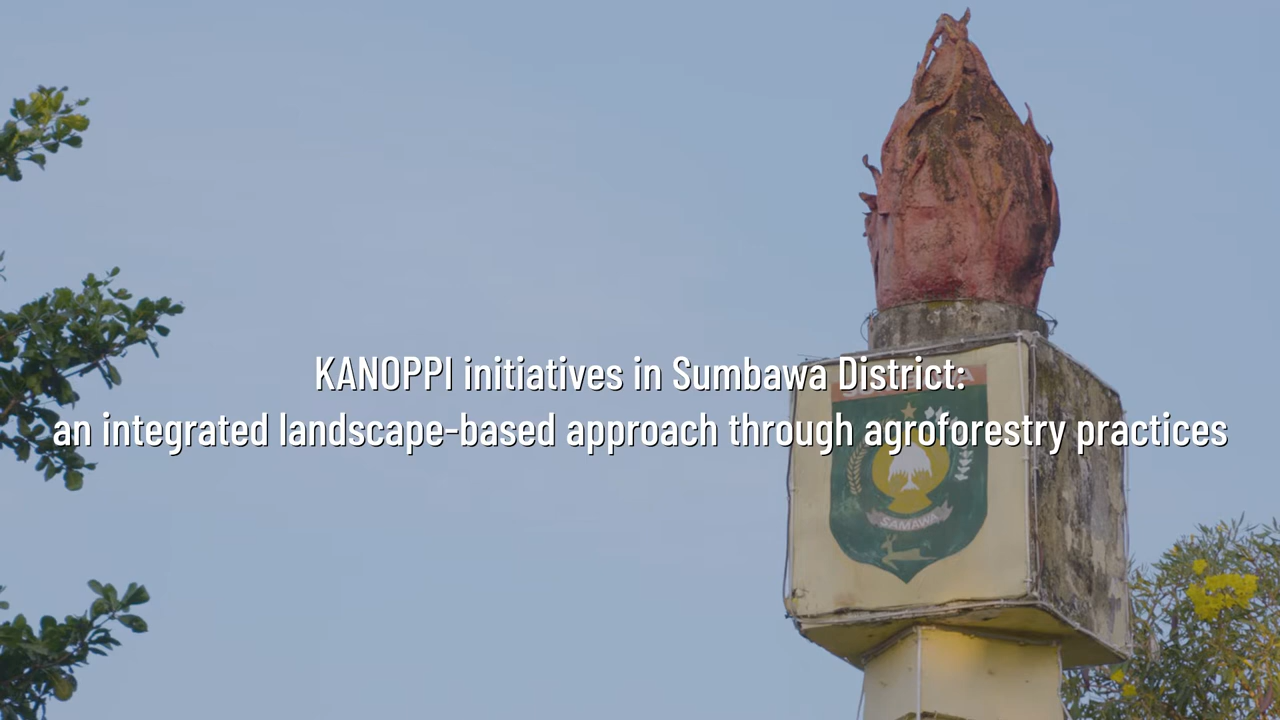 KANOPPI initiatives in Sumbawa District:
an integrated landscape-based approach through agroforestry practices
SAMAWA